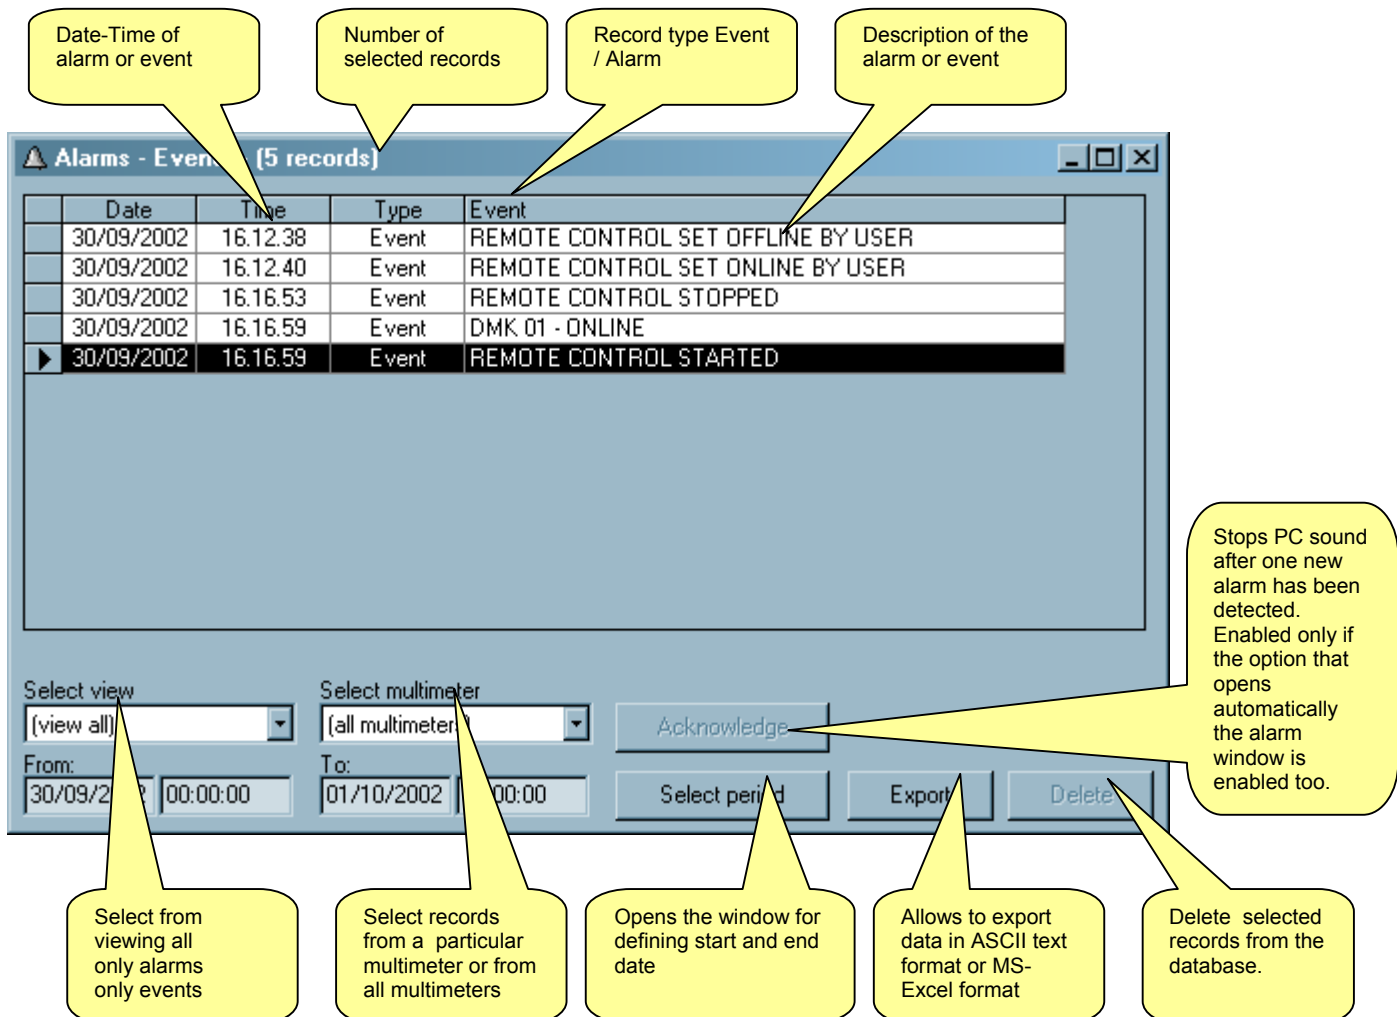 Date-Time of
alarm or event
Number of
selected records
Record type Event
/ Alarm
Description of the
alarm or event
Alarms - (5 records)
Date Time Type Event
30/09/2002 16.12.38 Event REMOTE CONTROL SET OFFLINE BY USER
30/09/2002 16.12.40 Event REMOTE CONTROL SET ONLINE BY USER
30/09/2002 16.16.53 Event REMOTE CONTROL STOPPED
30/09/2002 16.16.59 Event DMK 01 - ONLINE
30/09/2002 16.16.59 Event REMOTE CONTROL STARTED
Stops PC sound
after one new
alarm has been
detected.
Enabled only if
the option that
opens
automatically
the alarm
window is
enabled too.
Select view Select multimeter
(view all) (all multimeters) Acknowledge
From: To:
00:00:00 01/10/2002 Select period Export Delete
Select from
viewing all
only alarms
only events
Select records
from a particular
multimeter or from
all multimeters
Opens the window for
defining start and end
date
Allows to export
data in ASCII text
format or MS-
Excel format
Delete selected
records from the
database.